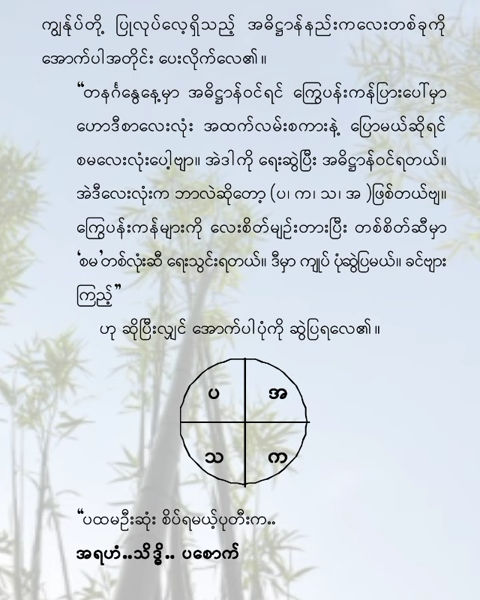 ကျွန်ုပ်တို့ ပြုလုပ်လေ့ရှိသည့် အဓိဋ္ဌာန်နည်းကလေးတစ်ခုကို
အောက်ပါအတိုင်း ပေးလိုက်လေ၏။
“တနင်္ဂနွေနေ့မှာ အဓိဋ္ဌာန်ဝင်ရင် ကြွေပန်းကန်ပြားပေါ်မှာ
ဟောဒီစာလေးလုံး အထက်လမ်းစကားနဲ့ ပြောမယ်ဆိုရင်
စမလေးလုံးပေါ့ဗျာ။ အဲဒါကို ရေးဆွဲပြီး အဓိဋ္ဌာန်ဝင်ရတယ်။
အဲဒီလေးလုံးက ဘာလဲဆိုတော့ (ပ၊ က၊ သ၊ အ )ဖြစ်တယ်ဗျ။
ကြွေပန်းကန်များကို လေးစိတ်မျဉ်းတားပြီး တစ်စိတ်ဆီမှာ
‘စမ’တစ်လုံးဆီ ရေးသွင်းရတယ်။ ဒီမှာ ကျုပ် ပုံဆွဲပြမယ်။ ခင်ဗျား
ကြည့်”
ဟု ဆိုပြီးလျှင် အောက်ပါပုံကို ဆွဲပြရလေ၏။
ပ အ
သ က
“ပထမဦးဆုံး စိပ်ရမယ့်ပုတီးက..
အရဟံ..သိဒ္ဓိ.. ပစောက်